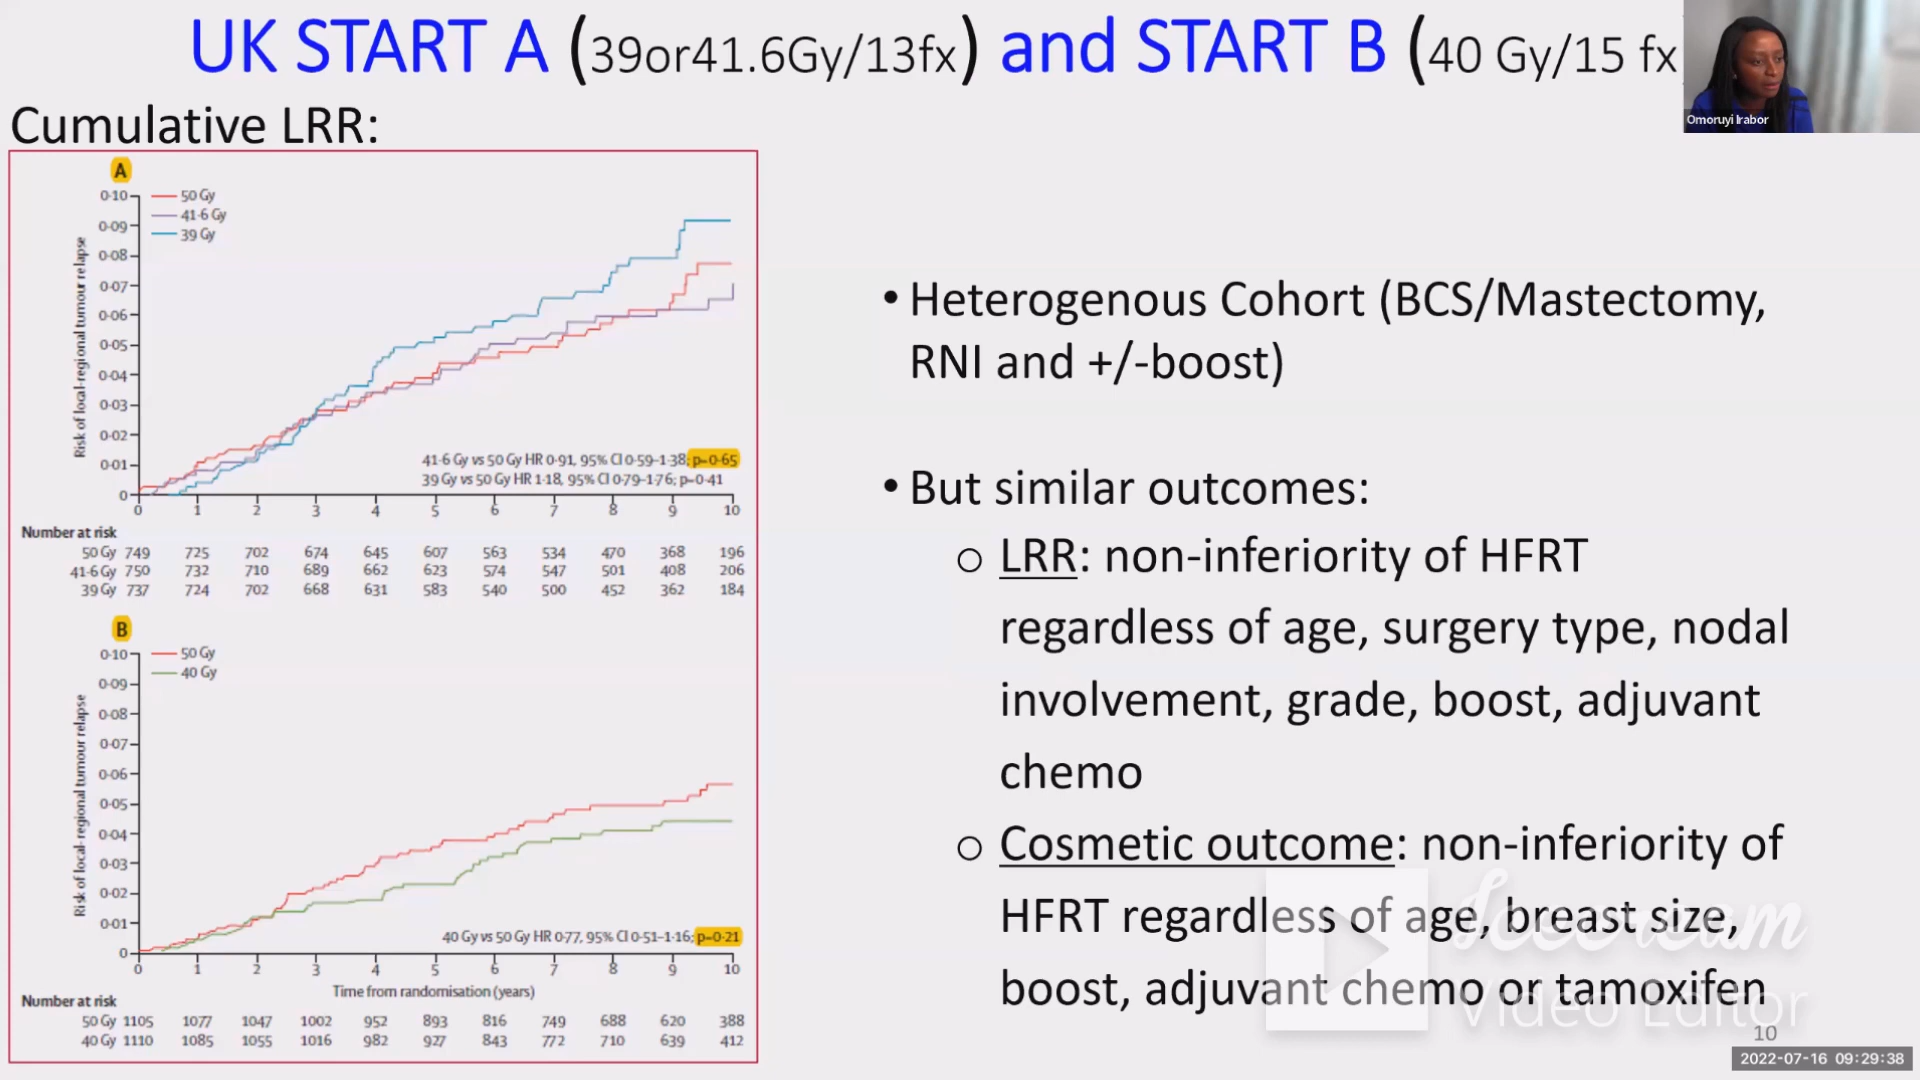 UK START A (39or41.6Gy/13fx) and START B (40 Gy/15 fx
Omoruyi Irabor
Cumulative LRR:
A
0·10
0·09
0·08
0·07
0·06
0·05
0·04
0·03
0·02
0·01
0
Risk of local-regional tumour relapse
50 Gy
41·6 Gy
39 Gy
41·6 Gy vs 50 Gy HR 0·91, 95% CI 0·59–1·38; p=0·65
39 Gy vs 50 Gy HR 1·18, 95% CI 0·79–1·76; p=0·41
0 1 2 3 4 5 6 7 8 9 10
Number at risk
50 Gy 749 725 702 674 645 607 563 534 470 368 196
41·6 Gy 750 732 710 689 662 623 574 547 501 408 206
39 Gy 737 724 702 668 631 583 540 500 452 362 184
B
0·10
0·09
0·08
0·07
0·06
0·05
0·04
0·03
0·02
0·01
0
Risk of local-regional tumour relapse
50 Gy
40 Gy
40 Gy vs 50 Gy HR 0·77, 95% CI 0·51–1·16; p=0·21
0 1 2 3 4 5 6 7 8 9 10
Time from randomisation (years)
Number at risk
50 Gy 1105 1077 1047 1002 952 893 816 749 688 620 388
40 Gy 1110 1085 1055 1016 982 927 843 772 710 639 412
• Heterogenous Cohort (BCS/Mastectomy,
RNI and +/-boost)
• But similar outcomes:
o LRR: non-inferiority of HFRT
regardless of age, surgery type, nodal
involvement, grade, boost, adjuvant
chemo
o Cosmetic outcome: non-inferiority of
HFRT regardless of age, breast size,
boost, adjuvant chemo or tamoxifen
Icecream
Video Editor
10
2022-07-16 09:29:38